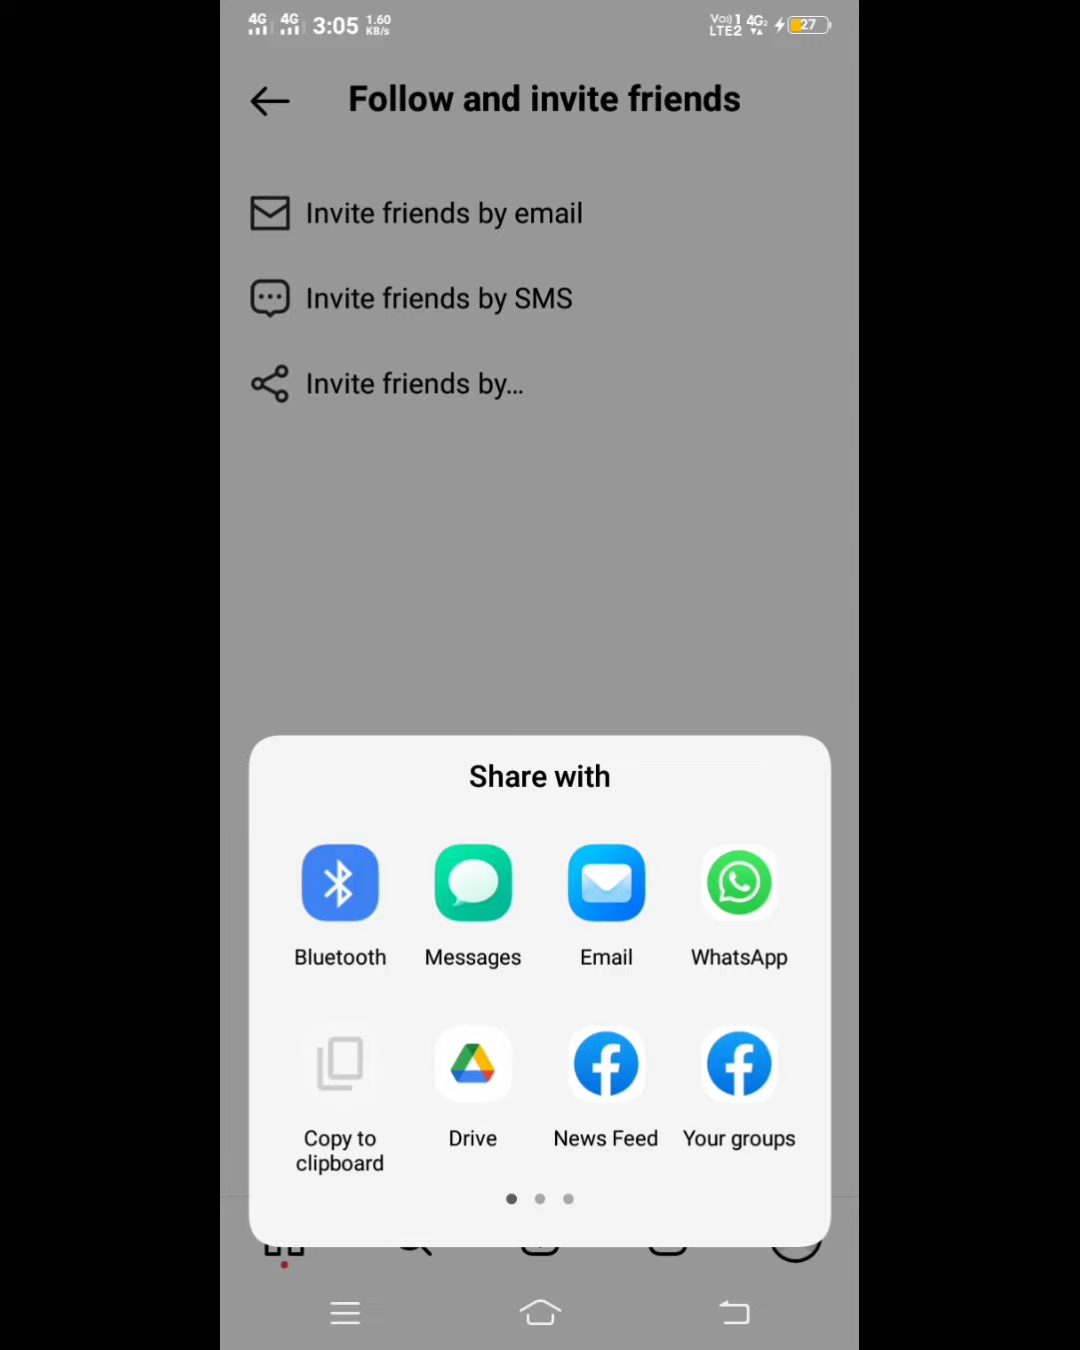 4G 4G 3:05 1.60 KB/s Vo)) 1 LTE2 4G2 27
Follow and invite friends
Invite friends by email
Invite friends by SMS
Invite friends by...
Share with
Bluetooth Messages Email WhatsApp
Copy to clipboard Drive News Feed Your groups